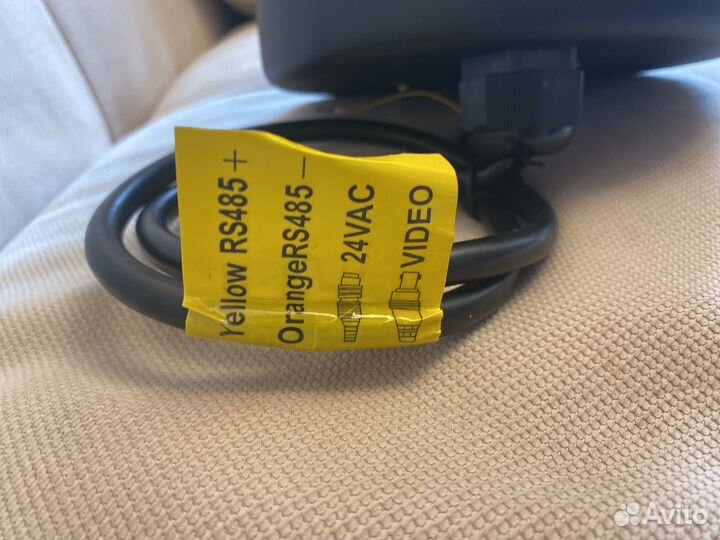 Yellow RS485+
OrangeRS485-
24VAC
VIDEO
Avito